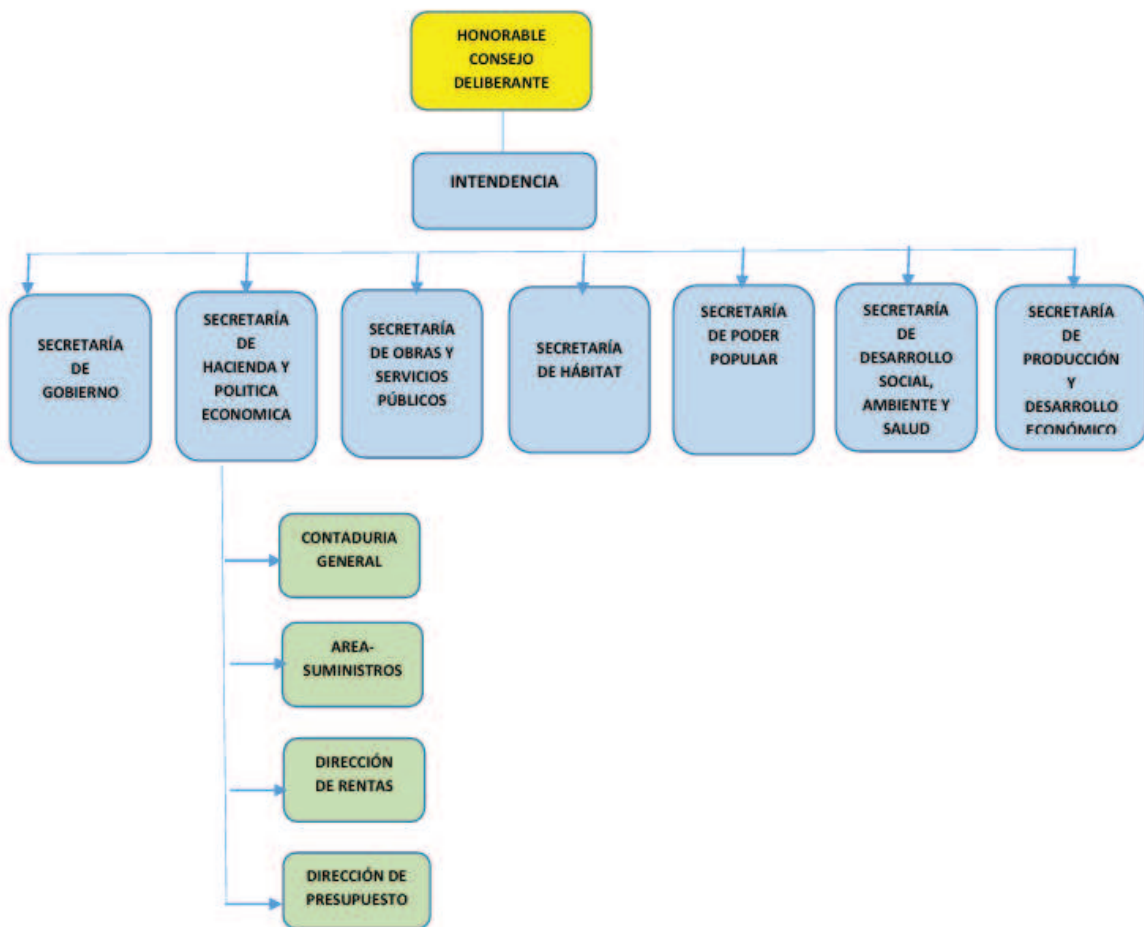 HONORABLE
CONSEJO
DELIBERANTE
INTENDENCIA
SECRETARÍA
DE
GOBIERNO
SECRETARÍA
DE
HACIENDA Y
POLITICA
ECONOMICA
SECRETARÍA
DE OBRAS Y
SERVICIOS
PÚBLICOS
SECRETARÍA
DE HÁBITAT
SECRETARÍA
DE PODER
POPULAR
SECRETARÍA
DE
DESARROLLO
SOCIAL,
AMBIENTE Y
SALUD
SECRETARÍA
DE
PRODUCCIÓN
Y
DESARROLLO
ECONÓMICO
CONTADURIA
GENERAL
AREA-
SUMINISTROS
DIRECCIÓN
DE RENTAS
DIRECCIÓN DE
PRESUPUESTO